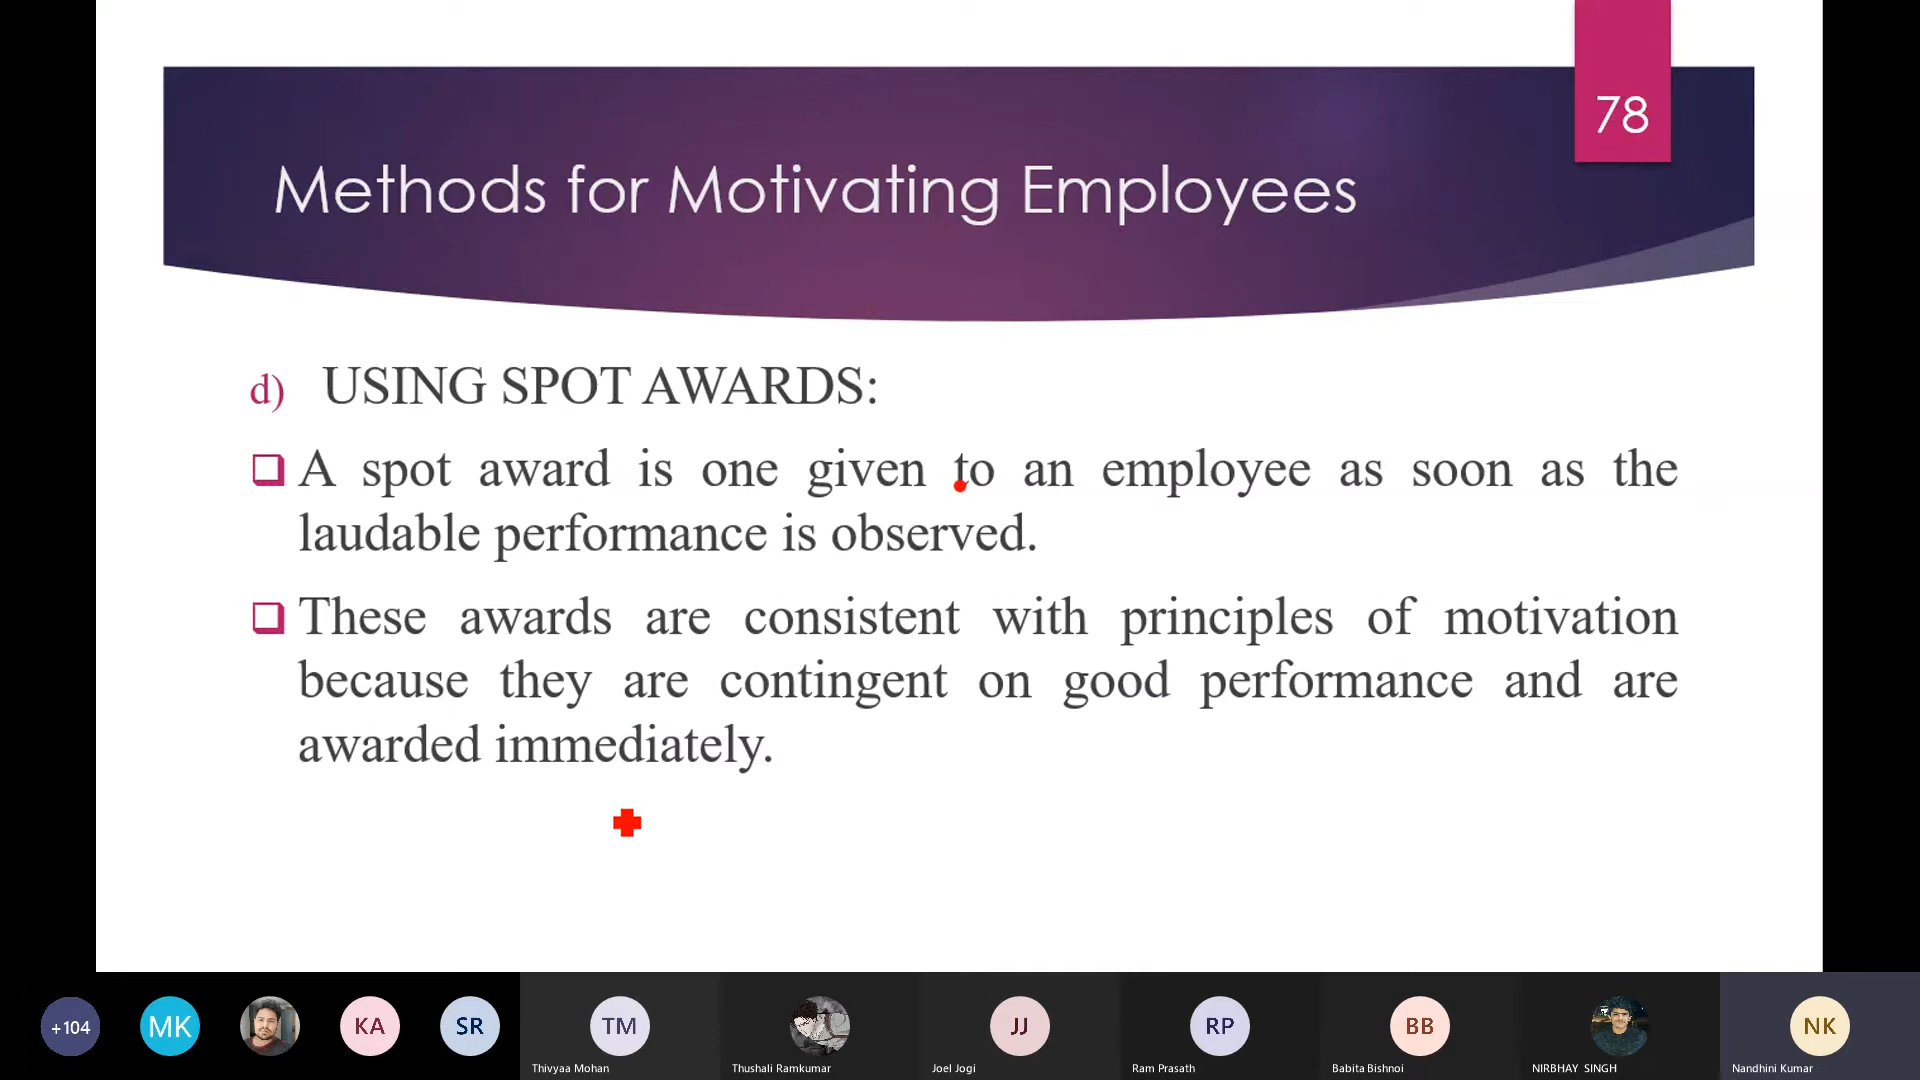 78
Methods for Motivating Employees
d) USING SPOT AWARDS:
A spot award is one given to an employee as soon as the
laudable performance is observed.
These awards are consistent with principles of motivation
because they are contingent on good performance and are
awarded immediately.
+104 MK KA SR TM JJ RP BB NK
Thivyaa Mohan Thushali Ramkumar Joel Jogi Ram Prasath Babita Bishnoi NIRBHAY SINGH Nandhini Kumar